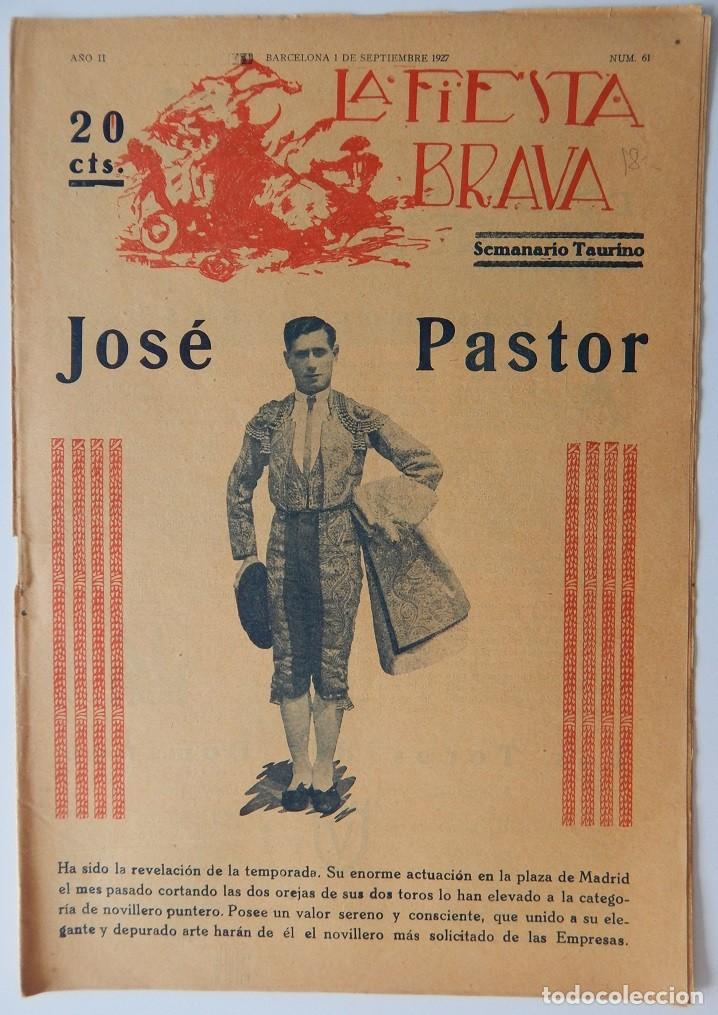 AÑO II BARCELONA 1 DE SEPTIEMBRE 1927 NUM. 61
20
cts.
LA FIESTA
BRAVA
18
Semanario Taurino
José Pastor
Ha sido la revelación de la temporada. Su enorme actuación en la plaza de Madrid
el mes pasado cortando las dos orejas de sus dos toros lo han elevado a la catego-
ría de novillero puntero. Posee un valor sereno y consciente, que unido a su ele-
gante y depurado arte harán de él el novillero más solicitado de las Empresas.
todocoleccion.net